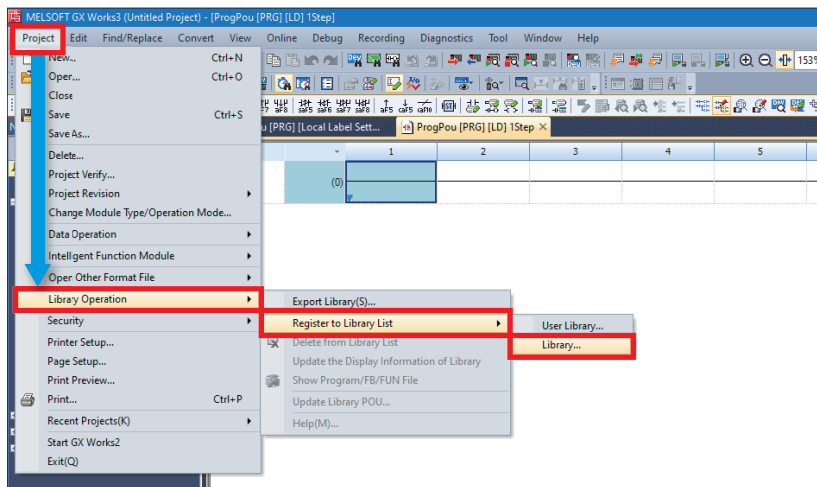 MELSOFT GX Works3 (Untitled Project) - [ProgPou [PRG] [LD] 1Step]
Project Edit Find/Replace Convert View Online Debug Recording Diagnostics Tool Window Help
New... Ctrl+N
Open... Ctrl+O
153%
Close
Save Ctrl+S
Save As...
[PRG] [Local Label Sett... ProgPou [PRG] [LD] 1Step
Delete...
1 2 3 4 5
Project Verify...
(0)
Project Revision
Change Module Type/Operation Mode...
Data Operation
Intelligent Function Module
Open Other Format File
Library Operation
Export Library(S)...
Security
Register to Library List
User Library...
Printer Setup...
Delete from Library List
Library...
Page Setup...
Update the Display Information of Library
Print Preview...
Show Program/FB/FUN File
Print... Ctrl+P
Update Library POU...
Recent Projects(K)
Help(M)...
Start GX Works2
Exit(Q)